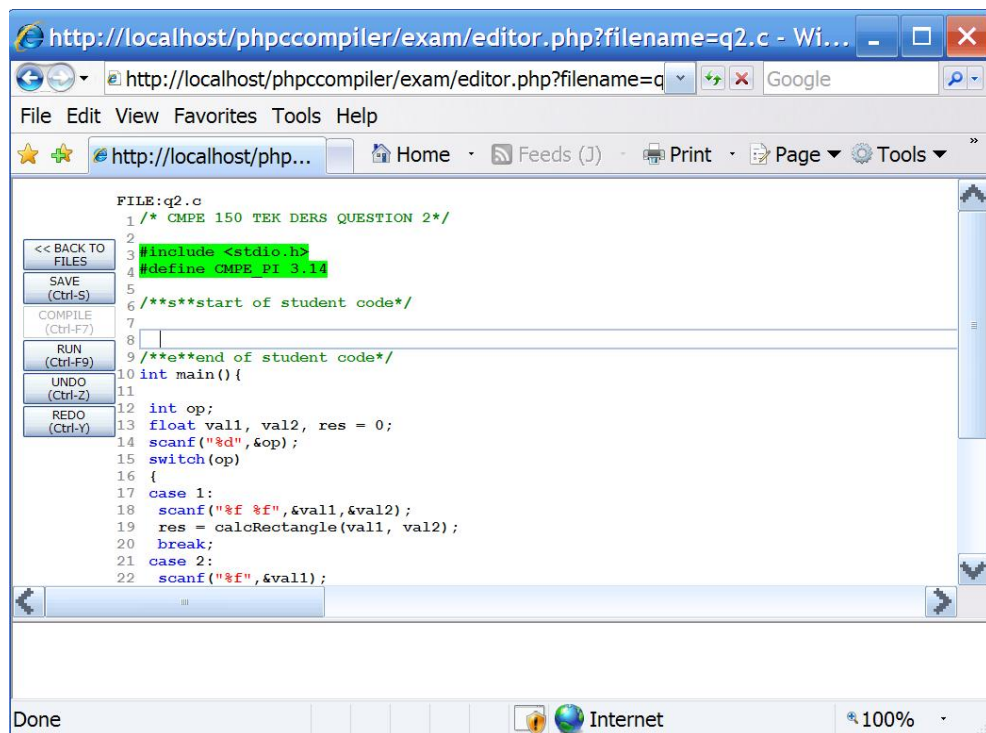 http://localhost/phpccompiler/exam/editor.php?filename=q2.c - Wi...
http://localhost/phpccompiler/exam/editor.php?filename=q
Google
File Edit View Favorites Tools Help
http://localhost/php...
Home
Feeds (J)
Print
Page
Tools
»
<< BACK TO FILES
SAVE
(Ctrl-S)
COMPILE
(Ctrl-F7)
RUN
(Ctrl-F9)
UNDO
(Ctrl-Z)
REDO
(Ctrl-Y)
FILE:q2.c
1 /* CMPE 150 TEK DERS QUESTION 2*/
2
3 #include <stdio.h>
4 #define CMPE_PI 3.14
5
6 /**s**start of student code*/
7
8
9 /**e**end of student code*/
10 int main(){
11
12 int op;
13 float val1, val2, res = 0;
14 scanf("%d",&op);
15 switch(op)
16 {
17 case 1:
18 scanf("%f %f",&val1,&val2);
19 res = calcRectangle(val1, val2);
20 break;
21 case 2:
22 scanf("%f",&val1);
Done
Internet
100%